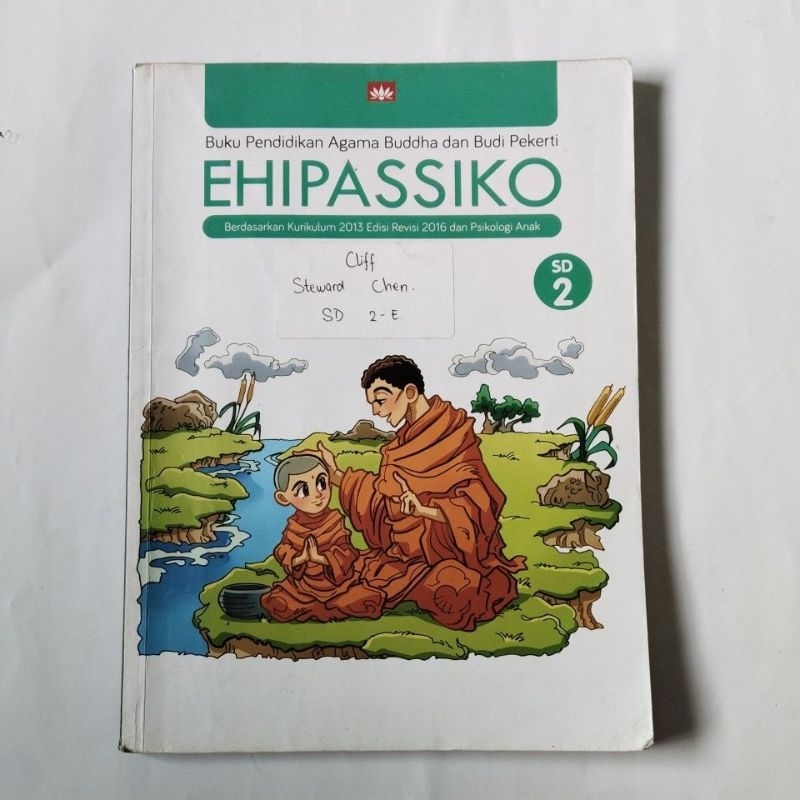 Buku Pendidikan Agama Buddha dan Budi Pekerti
EHIPASSIKO
Berdasarkan Kurikulum 2013 Edisi Revisi 2016 dan Psikologi Anak
Cliff
Steward Chen.
SD 2-E
SD
2